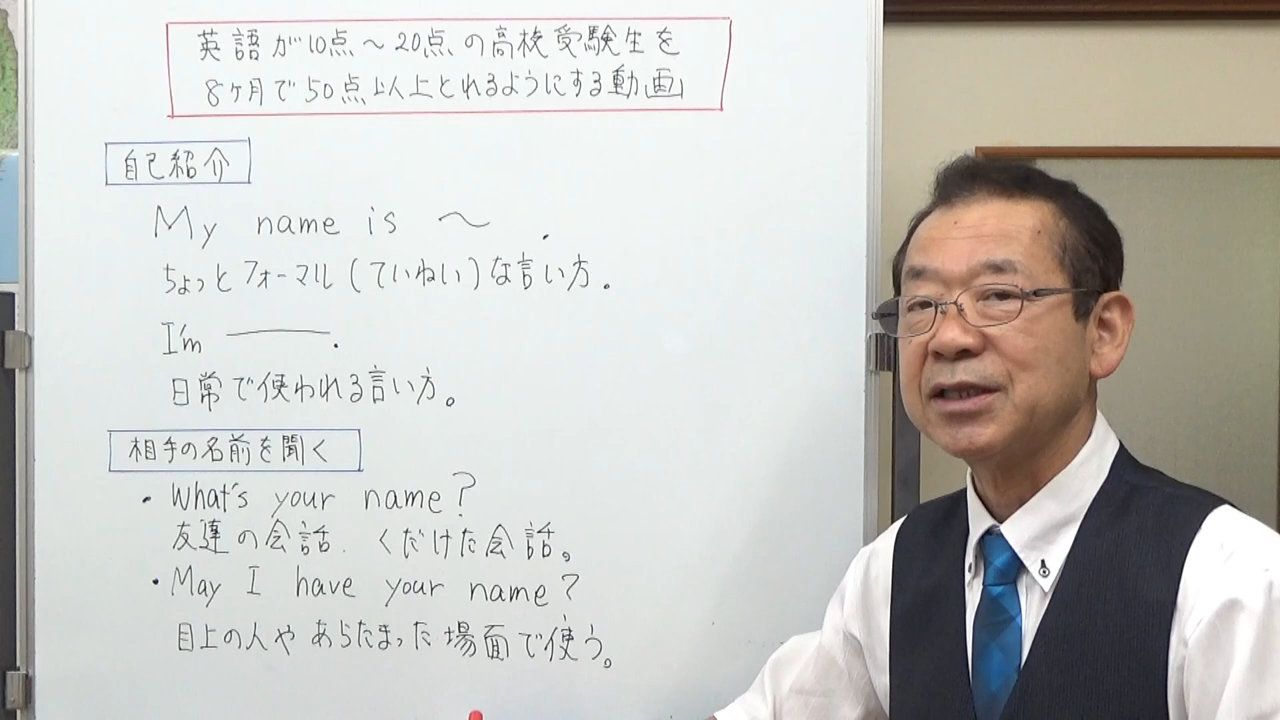 英語が10点〜20点の高校受験生を
8ヶ月で50点以上とれるようにする動画
自己紹介
My name is 〜.
ちょっとフォーマル(ていねい)な言い方。
I'm ―――.
日常で使われる言い方。
相手の名前を聞く
・What's your name?
友達の会話.くだけた会話。
・May I have your name?
目上の人やあらたまった場面で使う。